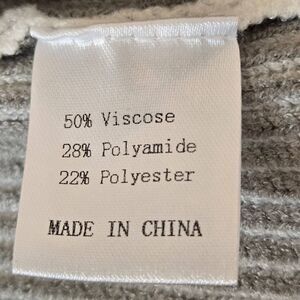 50% Viscose
28% Polyamide
22% Polyester
MADE IN CHINA